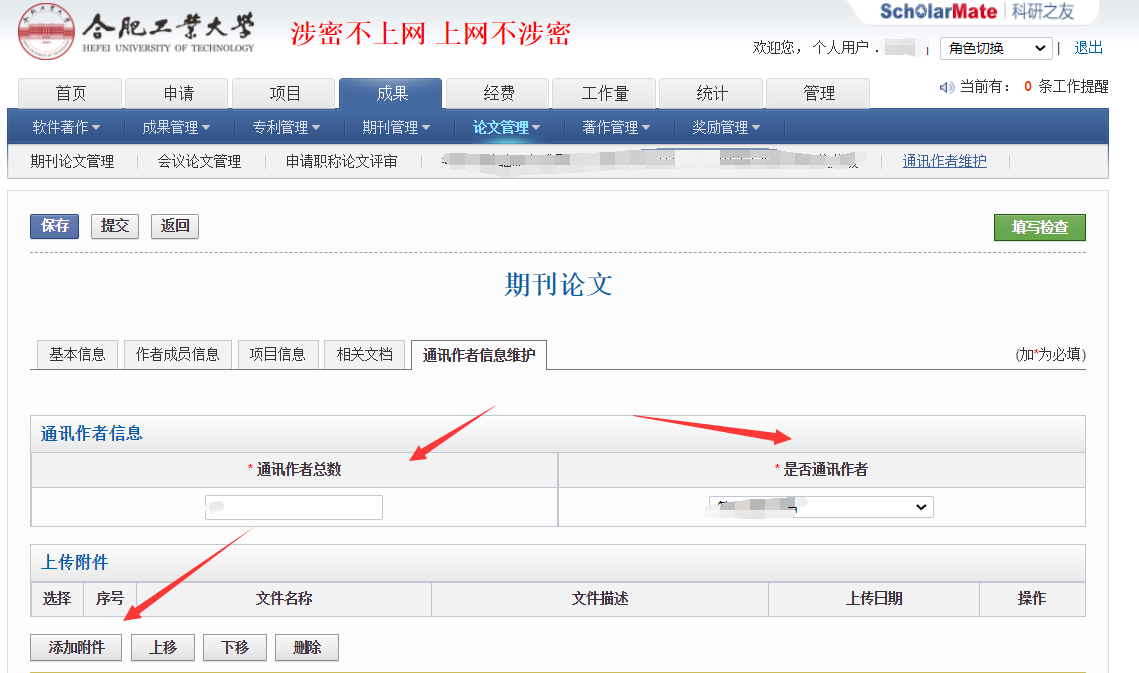 合肥工业大学
HEFEI UNIVERSITY OF TECHNOLOGY
涉密不上网 上网不涉密
SchOlarMate 科研之友
欢迎您， 个人用户 . 角色切换 退出
首页 申请 项目 成果 经费 工作量 统计 管理
当前有： 0 条工作提醒
软件著作 成果管理 专利管理 期刊管理 论文管理 著作管理 奖励管理
期刊论文管理 会议论文管理 申请职称论文评审 通讯作者维护
保存 提交 返回 填写检查
期刊论文
基本信息 作者成员信息 项目信息 相关文档 通讯作者信息维护 (加*为必填)
通讯作者信息
* 通讯作者总数 * 是否通讯作者
上传附件
选择 序号 文件名称 文件描述 上传日期 操作
添加附件 上移 下移 删除